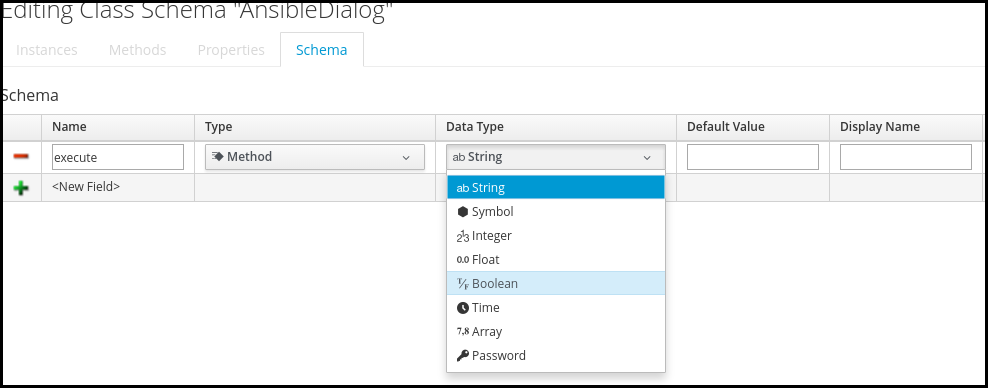 Editing Class Schema "AnsibleDialog"
Instances Methods Properties Schema
Schema
Name Type Data Type Default Value Display Name
execute Method ab String
<New Field>
ab String
Symbol
123 Integer
0.0 Float
T/F Boolean
Time
7,8 Array
Password